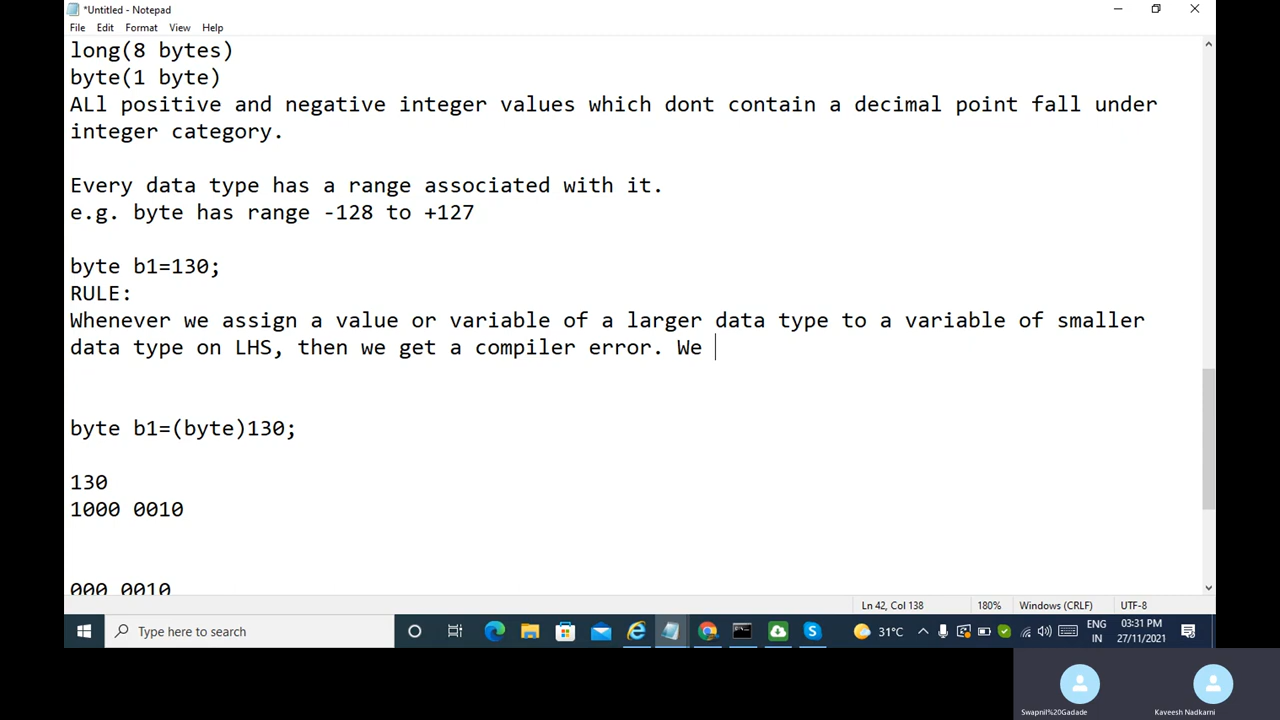 *Untitled - Notepad
File Edit Format View Help
long(8 bytes)
byte(1 byte)
ALl positive and negative integer values which dont contain a decimal point fall under
integer category.
Every data type has a range associated with it.
e.g. byte has range -128 to +127
byte b1=130;
RULE:
Whenever we assign a value or variable of a larger data type to a variable of smaller
data type on LHS, then we get a compiler error. We
byte b1=(byte)130;
130
1000 0010
000 0010
Ln 42, Col 138 180% Windows (CRLF) UTF-8
Type here to search
31°C
ENG
IN
03:31 PM
27/11/2021
Swapnil%20Gadade
Kaveesh Nadkarni